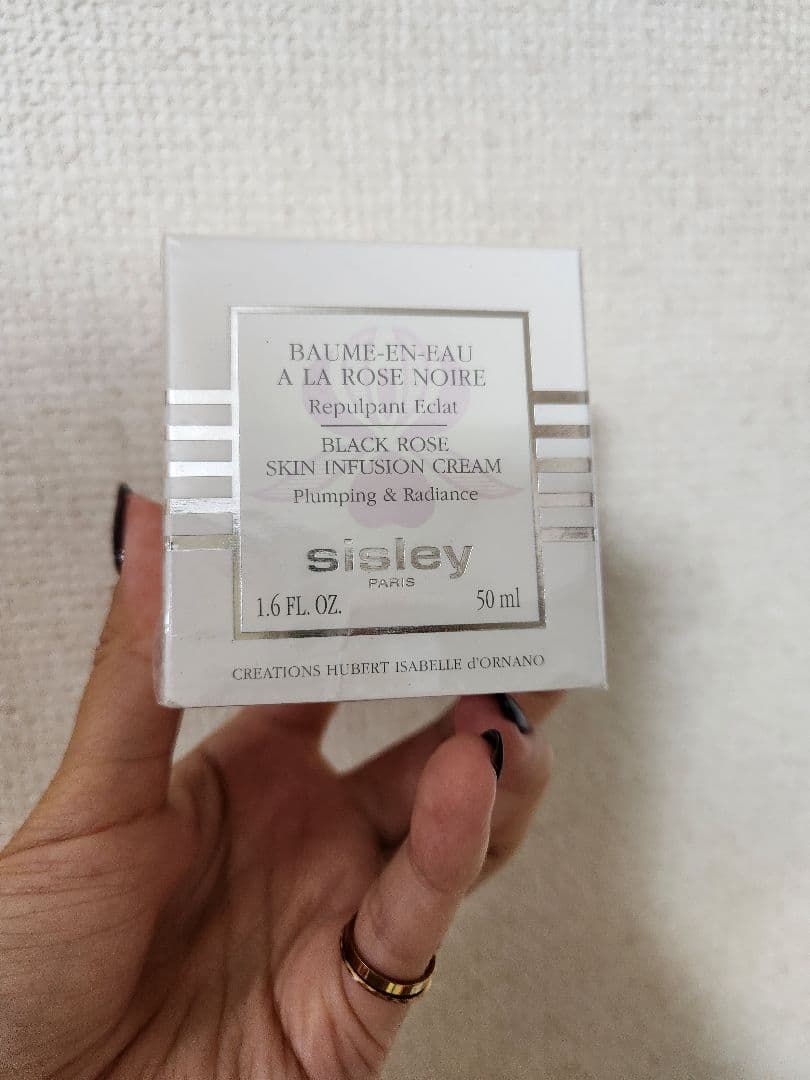 BAUME-EN-EAU
A LA ROSE NOIRE
Repulpant Eclat
BLACK ROSE
SKIN INFUSION CREAM
Plumping & Radiance
sisley
PARIS
1.6 FL. OZ. 50 ml
CREATIONS HUBERT ISABELLE d'ORNANO